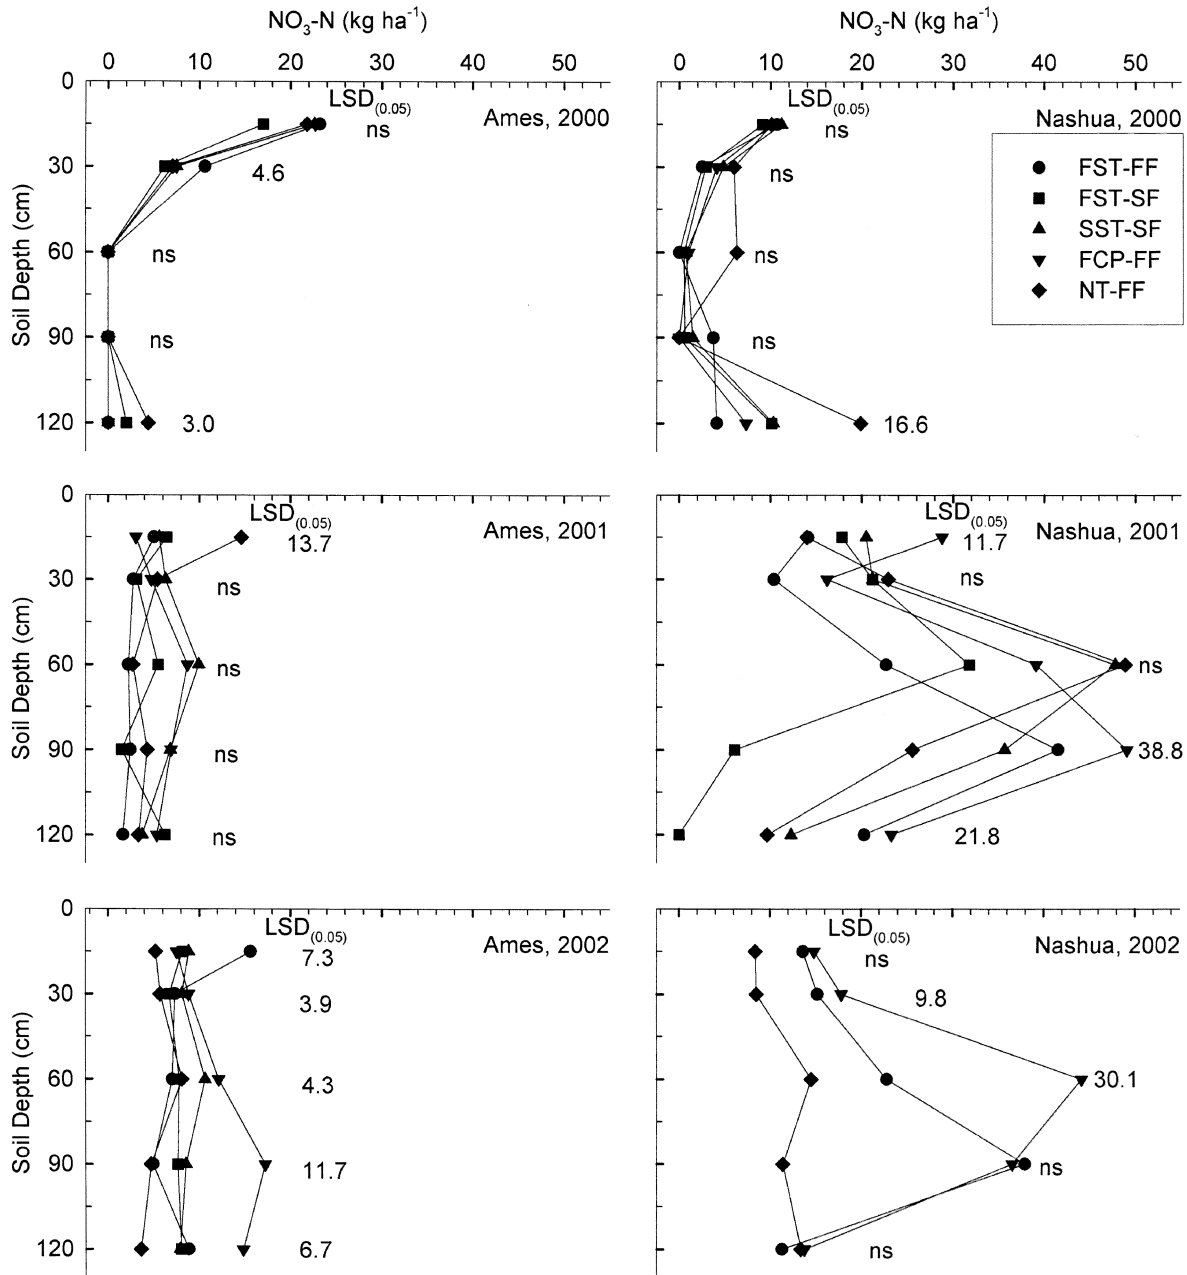 NO3-N (kg ha-1) NO3-N (kg ha-1)
0 10 20 30 40 50 0 10 20 30 40 50
0
LSD(0.05) LSD(0.05)
ns Ames, 2000 ns Nashua, 2000
30 4.6 ns
FST-FF
FST-SF
SST-SF
FCP-FF
NT-FF
60 ns ns
Soil Depth (cm)
90 ns ns
120 3.0 16.6
0
LSD(0.05) LSD(0.05)
13.7 Ames, 2001 11.7 Nashua, 2001
30 ns ns
60 ns ns
Soil Depth (cm)
90 ns 38.8
120 ns 21.8
0
LSD(0.05) LSD(0.05)
7.3 Ames, 2002 ns Nashua, 2002
30 3.9 9.8
60 4.3 30.1
Soil Depth (cm)
90 11.7 ns
120 6.7 ns